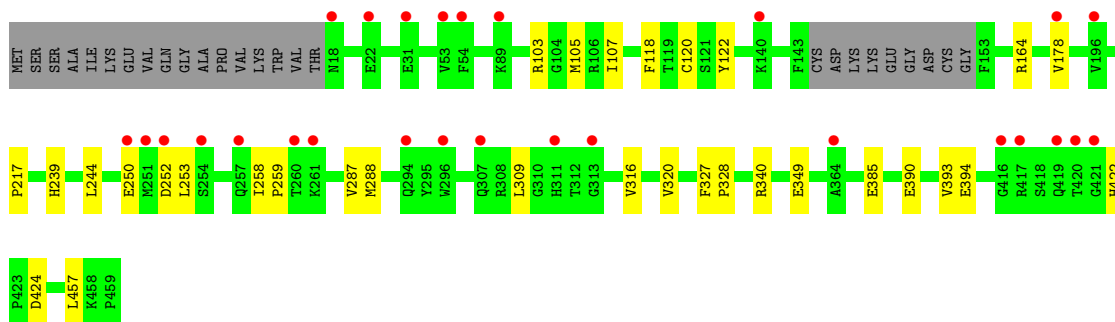 MET SER SER ALA ILE LYS GLU VAL GLN GLY ALA PRO VAL LYS TRP VAL THR N18 E22 E31 V53 F54 K89 R103 G104 M105 R106 I107 F118 T119 C120 S121 Y122 K140 F143 CYS ASP LYS LYS GLU GLY ASP CYS GLY F153 R164 V178 V196
P217 H239 L244 E250 M251 D252 L253 S254 Q257 I258 P259 T260 K261 V287 M288 Q294 Y295 W296 Q307 R308 L309 G310 H311 T312 G313 V316 V320 F327 P328 R340 E349 A364 E385 E390 V393 E394 G416 R417 S418 Q419 T420 G421 H422
P423 D424 L457 K458 P459